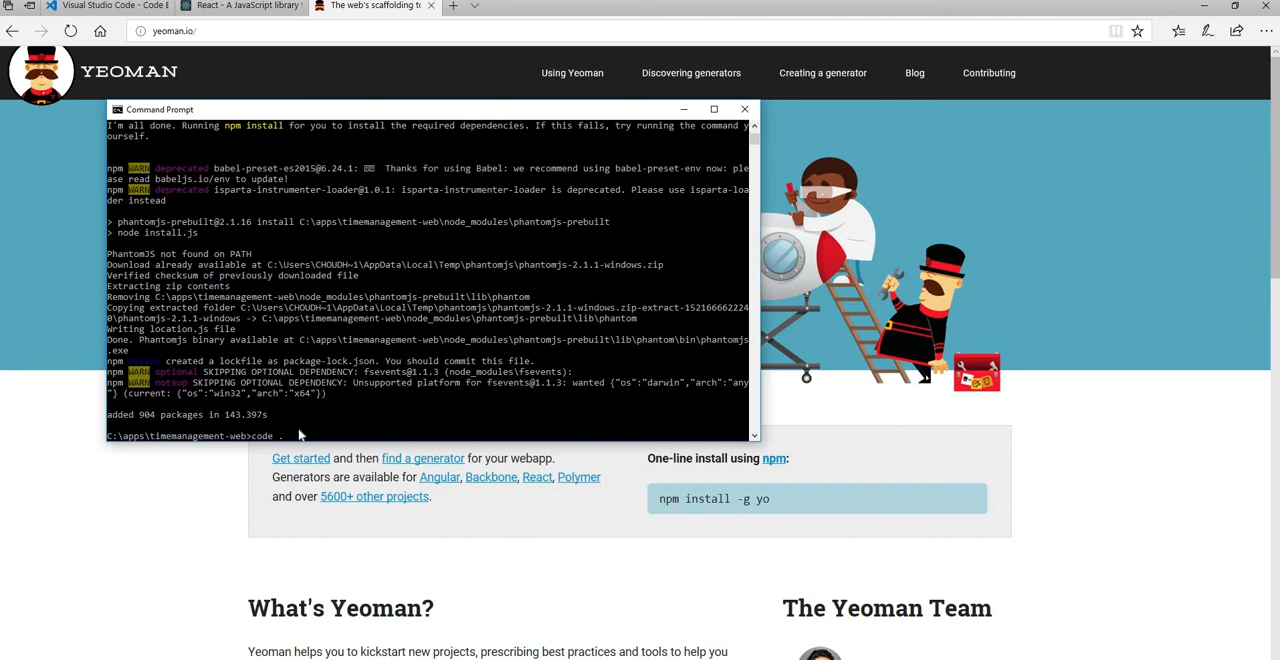 Visual Studio Code - Code E
React - A JavaScript library
The web's scaffolding to
yeoman.io/
YEOMAN
Using Yeoman
Discovering generators
Creating a generator
Blog
Contributing
Command Prompt
I'm all done. Running npm install for you to install the required dependencies. If this fails, try running the command y
ourself.
npm WARN deprecated babel-preset-es2015@6.24.1: Thanks for using Babel: we recommend using babel-preset-env now: ple
ase read babeljs.io/env to update!
npm WARN deprecated isparta-instrumenter-loader@1.0.1: isparta-instrumenter-loader is deprecated. Please use isparta-loa
der instead
> phantomjs-prebuilt@2.1.16 install C:\apps\timemanagement-web\node_modules\phantomjs-prebuilt
> node install.js
PhantomJS not found on PATH
Download already available at C:\Users\CHOUDH~1\AppData\Local\Temp\phantomjs\phantomjs-2.1.1-windows.zip
Verified checksum of previously downloaded file
Extracting zip contents
Removing C:\apps\timemanagement-web\node_modules\phantomjs-prebuilt\lib\phantom
Copying extracted folder C:\Users\CHOUDH~1\AppData\Local\Temp\phantomjs\phantomjs-2.1.1-windows.zip-extract-152166662224
0\phantomjs-2.1.1-windows -> C:\apps\timemanagement-web\node_modules\phantomjs-prebuilt\lib\phantom
Writing location.js file
Done. Phantomjs binary available at C:\apps\timemanagement-web\node_modules\phantomjs-prebuilt\lib\phantom\bin\phantomjs
.exe
npm notice created a lockfile as package-lock.json. You should commit this file.
npm WARN optional SKIPPING OPTIONAL DEPENDENCY: fsevents@1.1.3 (node_modules\fsevents):
npm WARN notsup SKIPPING OPTIONAL DEPENDENCY: Unsupported platform for fsevents@1.1.3: wanted {"os":"darwin","arch":"any
"} (current: {"os":"win32","arch":"x64"})
added 904 packages in 143.397s
C:\apps\timemanagement-web>code .
Get started and then find a generator for your webapp.
Generators are available for Angular, Backbone, React, Polymer
and over 5600+ other projects.
One-line install using npm:
npm install -g yo
What's Yeoman?
Yeoman helps you to kickstart new projects, prescribing best practices and tools to help you
The Yeoman Team